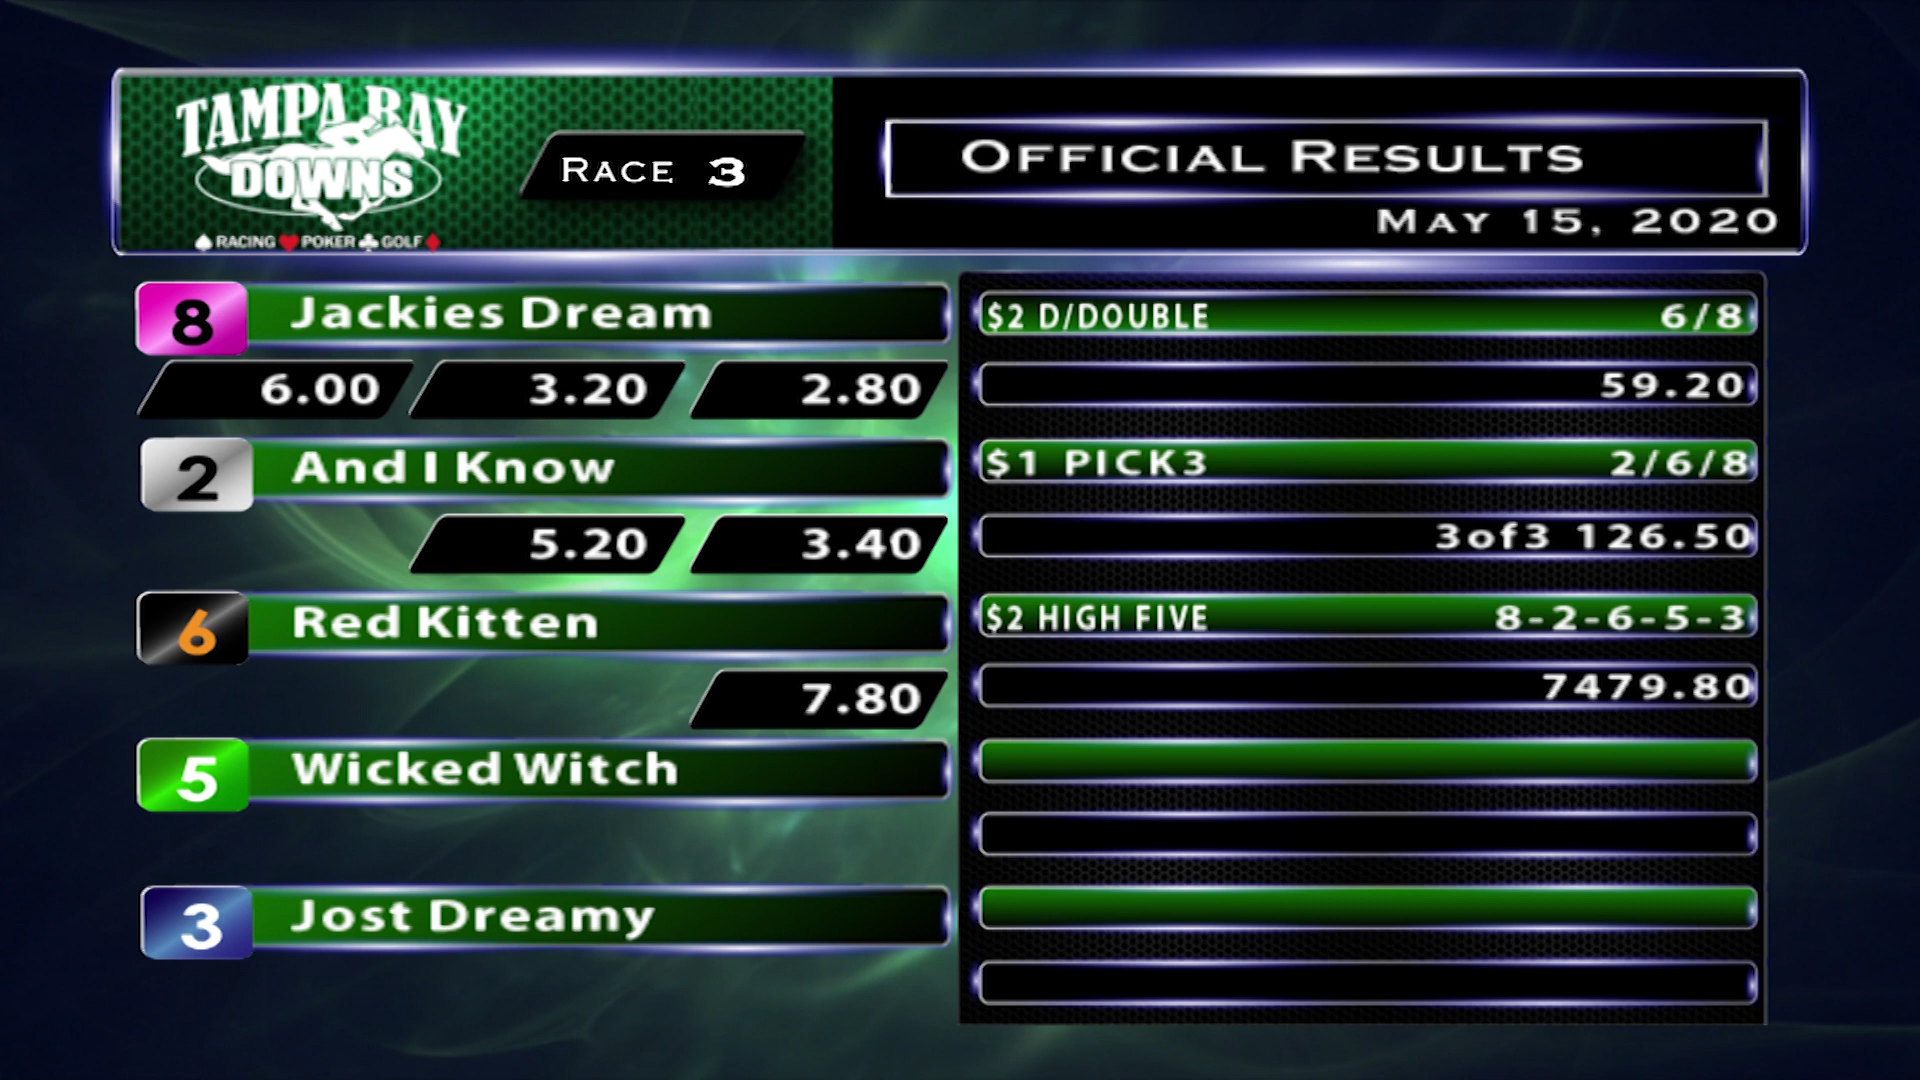 TAMPA BAY
DOWNS
RACING POKER GOLF
RACE 3
OFFICIAL RESULTS
MAY 15, 2020
8 Jackies Dream
6.00 3.20 2.80
2 And I Know
5.20 3.40
6 Red Kitten
7.80
5 Wicked Witch
3 Jost Dreamy
$2 D/DOUBLE 6/8
59.20
$1 PICK3 2/6/8
3of3 126.50
$2 HIGH FIVE 8-2-6-5-3
7479.80